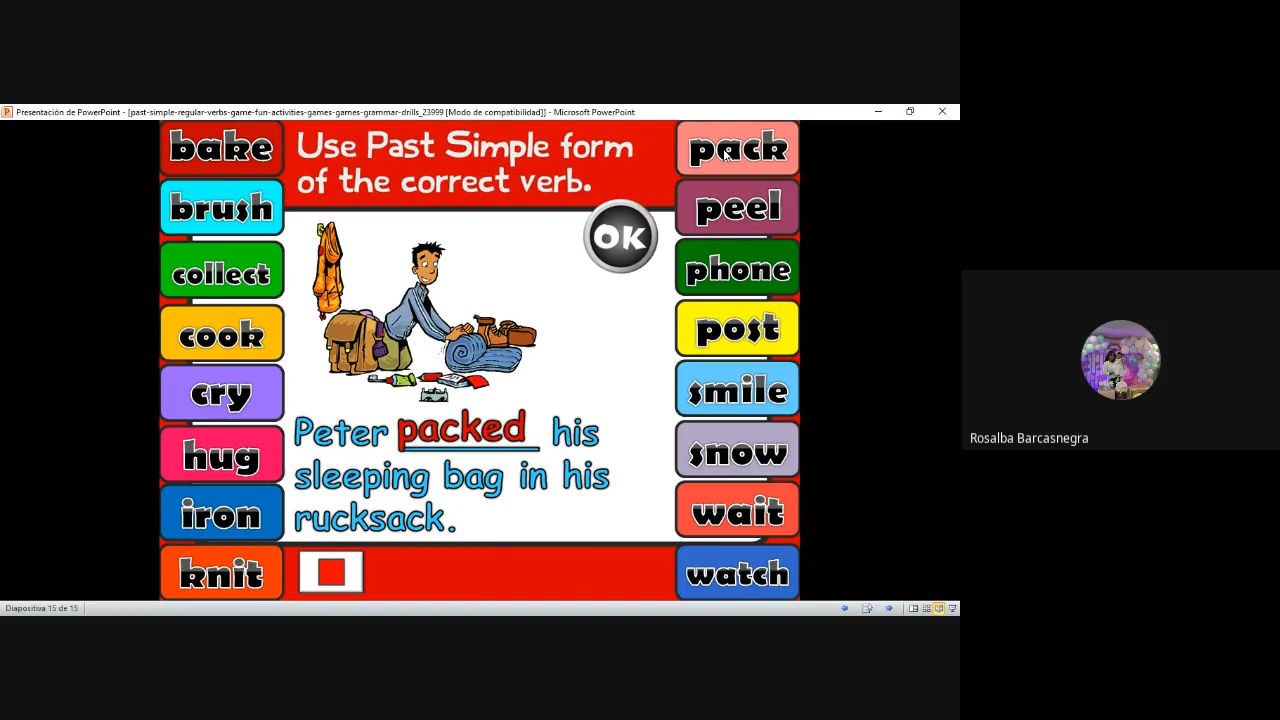 Presentación de PowerPoint - [past-simple-regular-verbs-game-fun-activities-games-games-grammar-drills_23999 [Modo de compatibilidad]] - Microsoft PowerPoint
bake
brush
collect
cook
cry
hug
iron
knit
Use Past Simple form
of the correct verb.
OK
Peter packed his
sleeping bag in his
rucksack.
pack
peel
phone
post
smile
snow
wait
watch
Diapositiva 15 de 15
Rosalba Barcasnegra